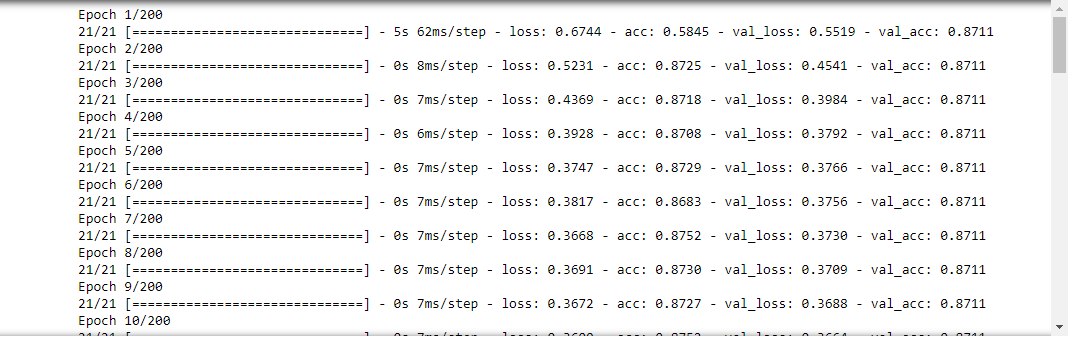 Epoch 1/200
21/21 [==============================] - 5s 62ms/step - loss: 0.6744 - acc: 0.5845 - val_loss: 0.5519 - val_acc: 0.8711
Epoch 2/200
21/21 [==============================] - 0s 8ms/step - loss: 0.5231 - acc: 0.8725 - val_loss: 0.4541 - val_acc: 0.8711
Epoch 3/200
21/21 [==============================] - 0s 7ms/step - loss: 0.4369 - acc: 0.8718 - val_loss: 0.3984 - val_acc: 0.8711
Epoch 4/200
21/21 [==============================] - 0s 6ms/step - loss: 0.3928 - acc: 0.8708 - val_loss: 0.3792 - val_acc: 0.8711
Epoch 5/200
21/21 [==============================] - 0s 7ms/step - loss: 0.3747 - acc: 0.8729 - val_loss: 0.3766 - val_acc: 0.8711
Epoch 6/200
21/21 [==============================] - 0s 7ms/step - loss: 0.3817 - acc: 0.8683 - val_loss: 0.3756 - val_acc: 0.8711
Epoch 7/200
21/21 [==============================] - 0s 7ms/step - loss: 0.3668 - acc: 0.8752 - val_loss: 0.3730 - val_acc: 0.8711
Epoch 8/200
21/21 [==============================] - 0s 7ms/step - loss: 0.3691 - acc: 0.8730 - val_loss: 0.3709 - val_acc: 0.8711
Epoch 9/200
21/21 [==============================] - 0s 7ms/step - loss: 0.3672 - acc: 0.8727 - val_loss: 0.3688 - val_acc: 0.8711
Epoch 10/200